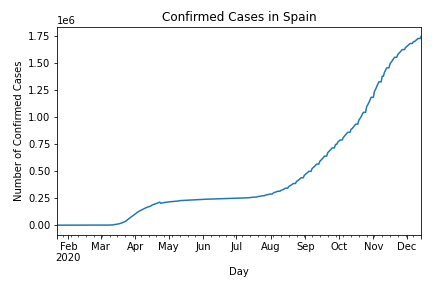 Confirmed Cases in Spain
1e6
1.75
1.50
1.25
1.00
0.75
0.50
0.25
0.00
Number of Confirmed Cases
Feb Mar Apr May Jun Jul Aug Sep Oct Nov Dec
2020
Day